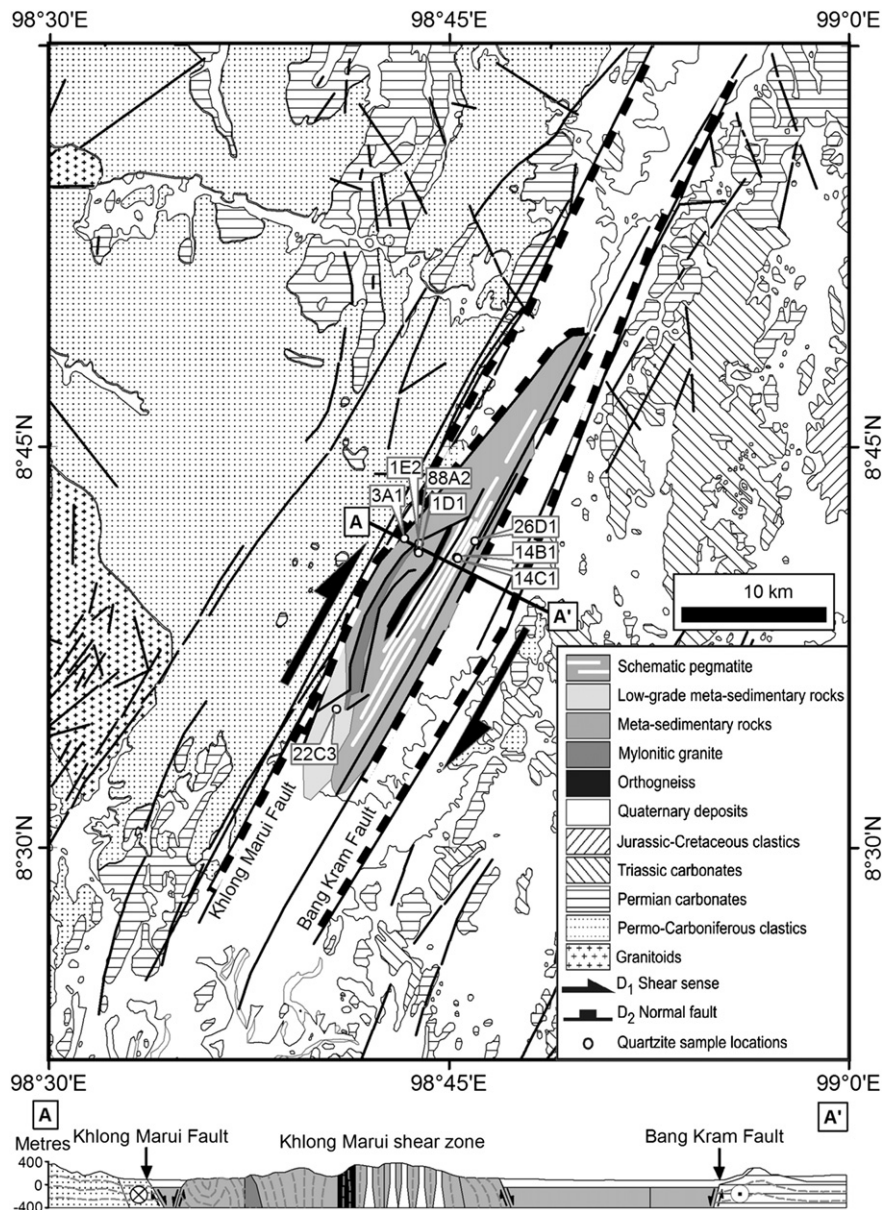 98°30'E
98°45'E
99°0'E
8°45'N
8°45'N
1E2
88A2
3A1
1D1
A
26D1
14B1
14C1
A'
10 km
22C3
Khlong Marui Fault
Bang Kram Fault
8°30'N
8°30'N
Schematic pegmatite
Low-grade meta-sedimentary rocks
Meta-sedimentary rocks
Mylonitic granite
Orthogneiss
Quaternary deposits
Jurassic-Cretaceous clastics
Triassic carbonates
Permian carbonates
Permo-Carboniferous clastics
Granitoids
D₁ Shear sense
D₂ Normal fault
Quartzite sample locations
98°30'E
98°45'E
99°0'E
A
A'
Metres
Khlong Marui Fault
Khlong Marui shear zone
Bang Kram Fault
400
0
-400